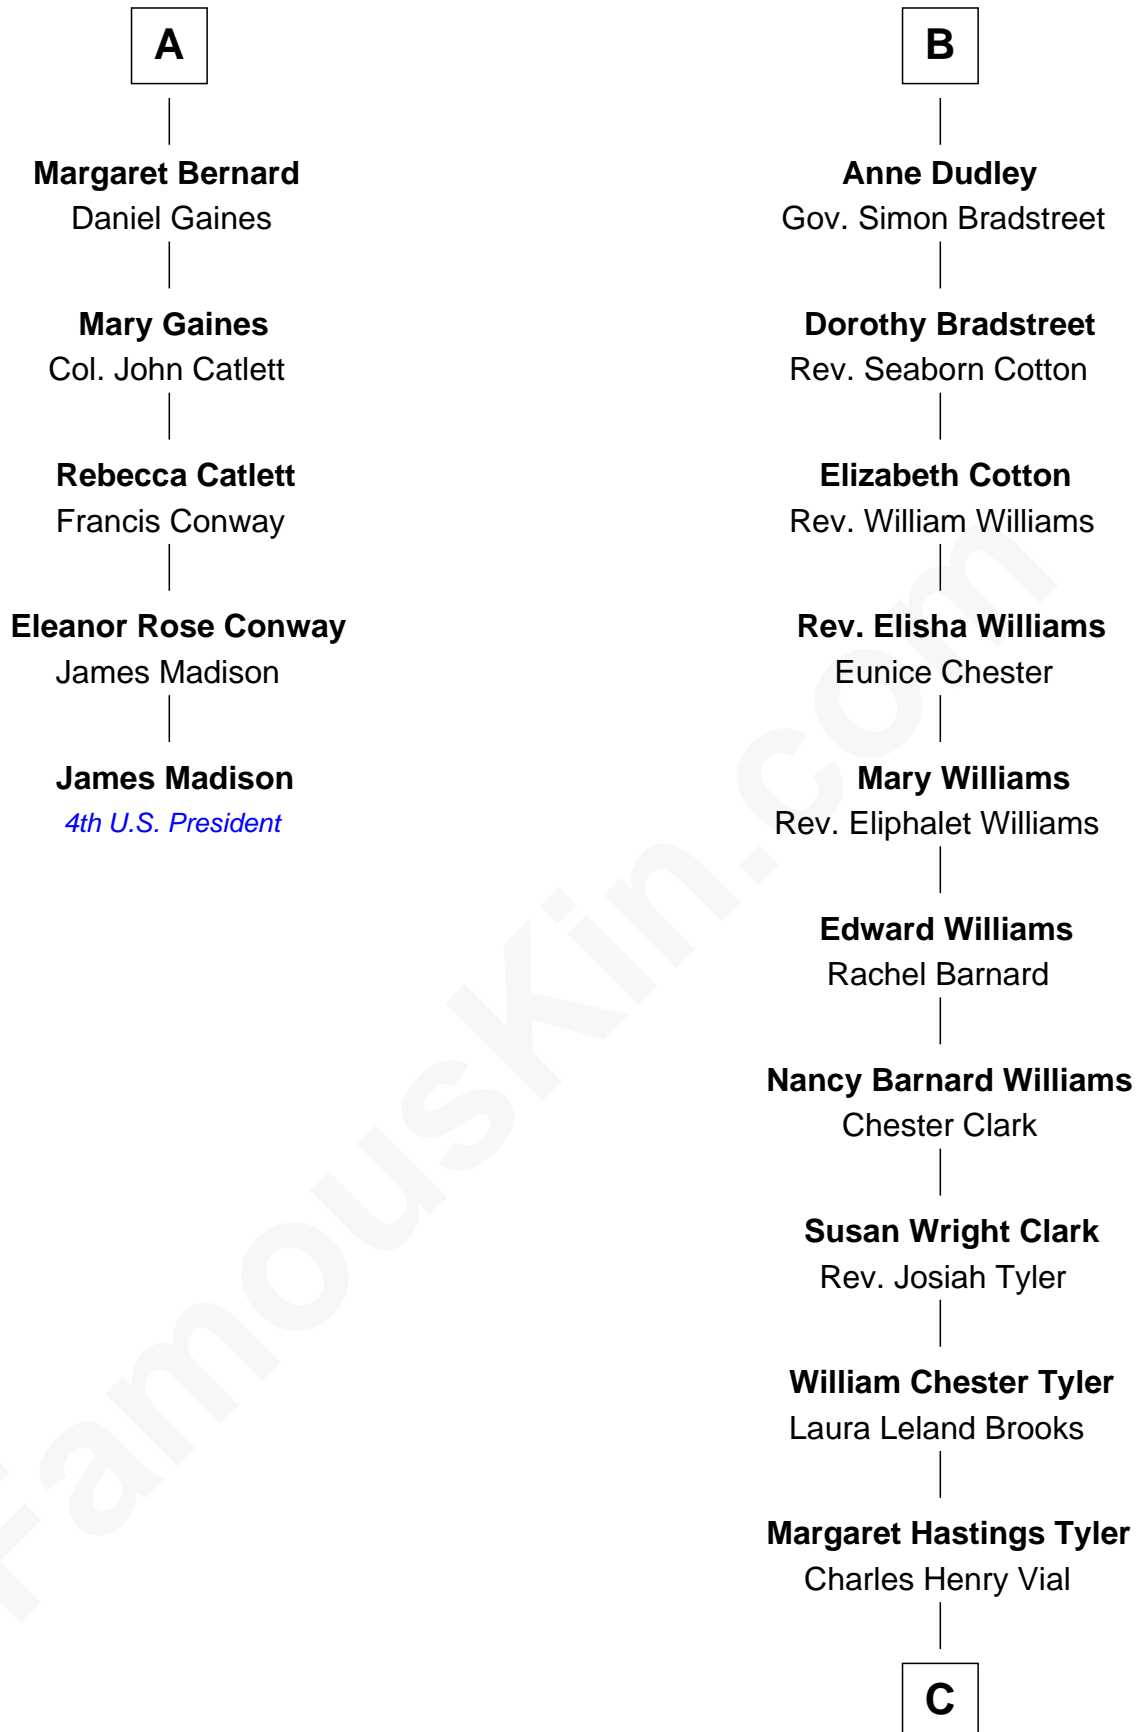 A
Margaret Bernard
Daniel Gaines
Mary Gaines
Col. John Catlett
Rebecca Catlett
Francis Conway
Eleanor Rose Conway
James Madison
James Madison
4th U.S. President
B
Anne Dudley
Gov. Simon Bradstreet
Dorothy Bradstreet
Rev. Seaborn Cotton
Elizabeth Cotton
Rev. William Williams
Rev. Elisha Williams
Eunice Chester
Mary Williams
Rev. Eliphalet Williams
Edward Williams
Rachel Barnard
Nancy Barnard Williams
Chester Clark
Susan Wright Clark
Rev. Josiah Tyler
William Chester Tyler
Laura Leland Brooks
Margaret Hastings Tyler
Charles Henry Vial
C
FamousKin.com